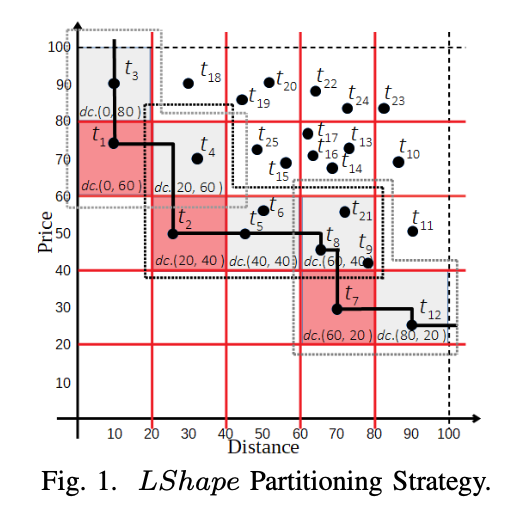 100
t3
t18
t20
t22
90
t19
t24
t23
dc.(0, 80 )
80
t1
t25
t17
t13
t4
t16
t10
70
t15
t14
dc.(0, 60 )
dc.(20, 60 )
60
t2
t6
t21
t11
t5
t8
t9
50
dc.(20, 40 )
dc.(40, 40 )
dc.(60, 40)
40
t7
t12
30
dc.(60, 20 )
dc.(80, 20 )
20
10
Price
10 20 30 40 50 60 70 80 90 100
Distance
Fig. 1. LShape Partitioning Strategy.